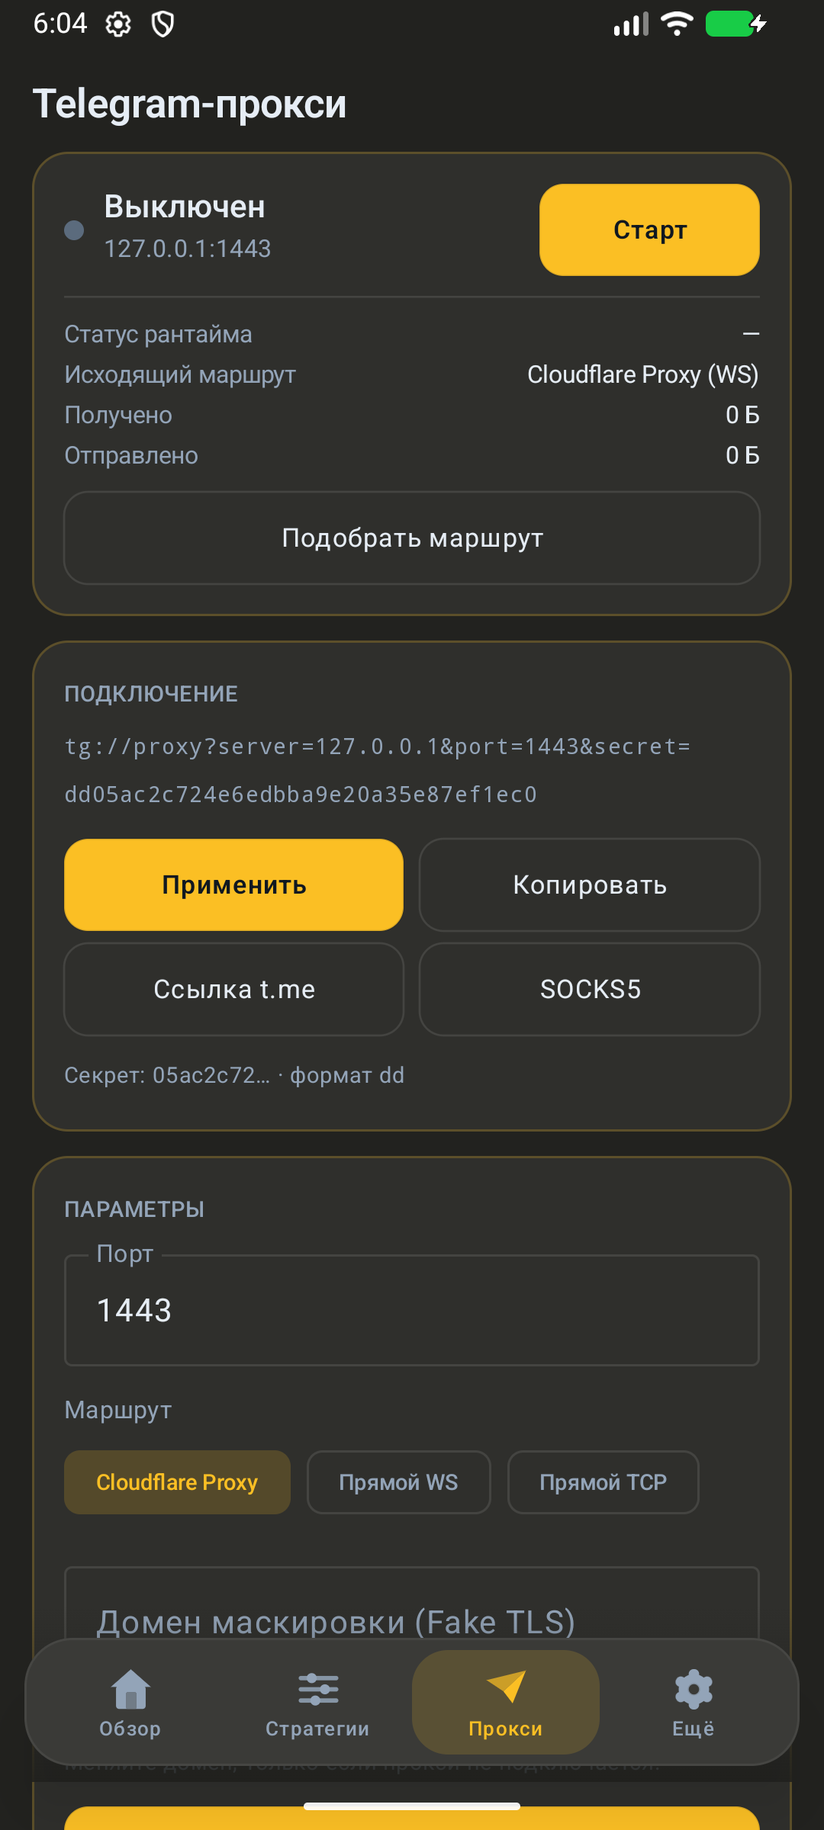 6:04
Telegram-прокси
Выключен
127.0.0.1:1443
Старт
Статус рантайма —
Исходящий маршрут Cloudflare Proxy (WS)
Получено 0 Б
Отправлено 0 Б
Подобрать маршрут
ПОДКЛЮЧЕНИЕ
tg://proxy?server=127.0.0.1&port=1443&secret=
dd05ac2c724e6edbba9e20a35e87ef1ec0
Применить Копировать
Ссылка t.me SOCKS5
Секрет: 05ac2c72… · формат dd
ПАРАМЕТРЫ
Порт
1443
Маршрут
Cloudflare Proxy Прямой WS Прямой TCP
Домен маскировки (Fake TLS)
Обзор Стратегии Прокси Ещё